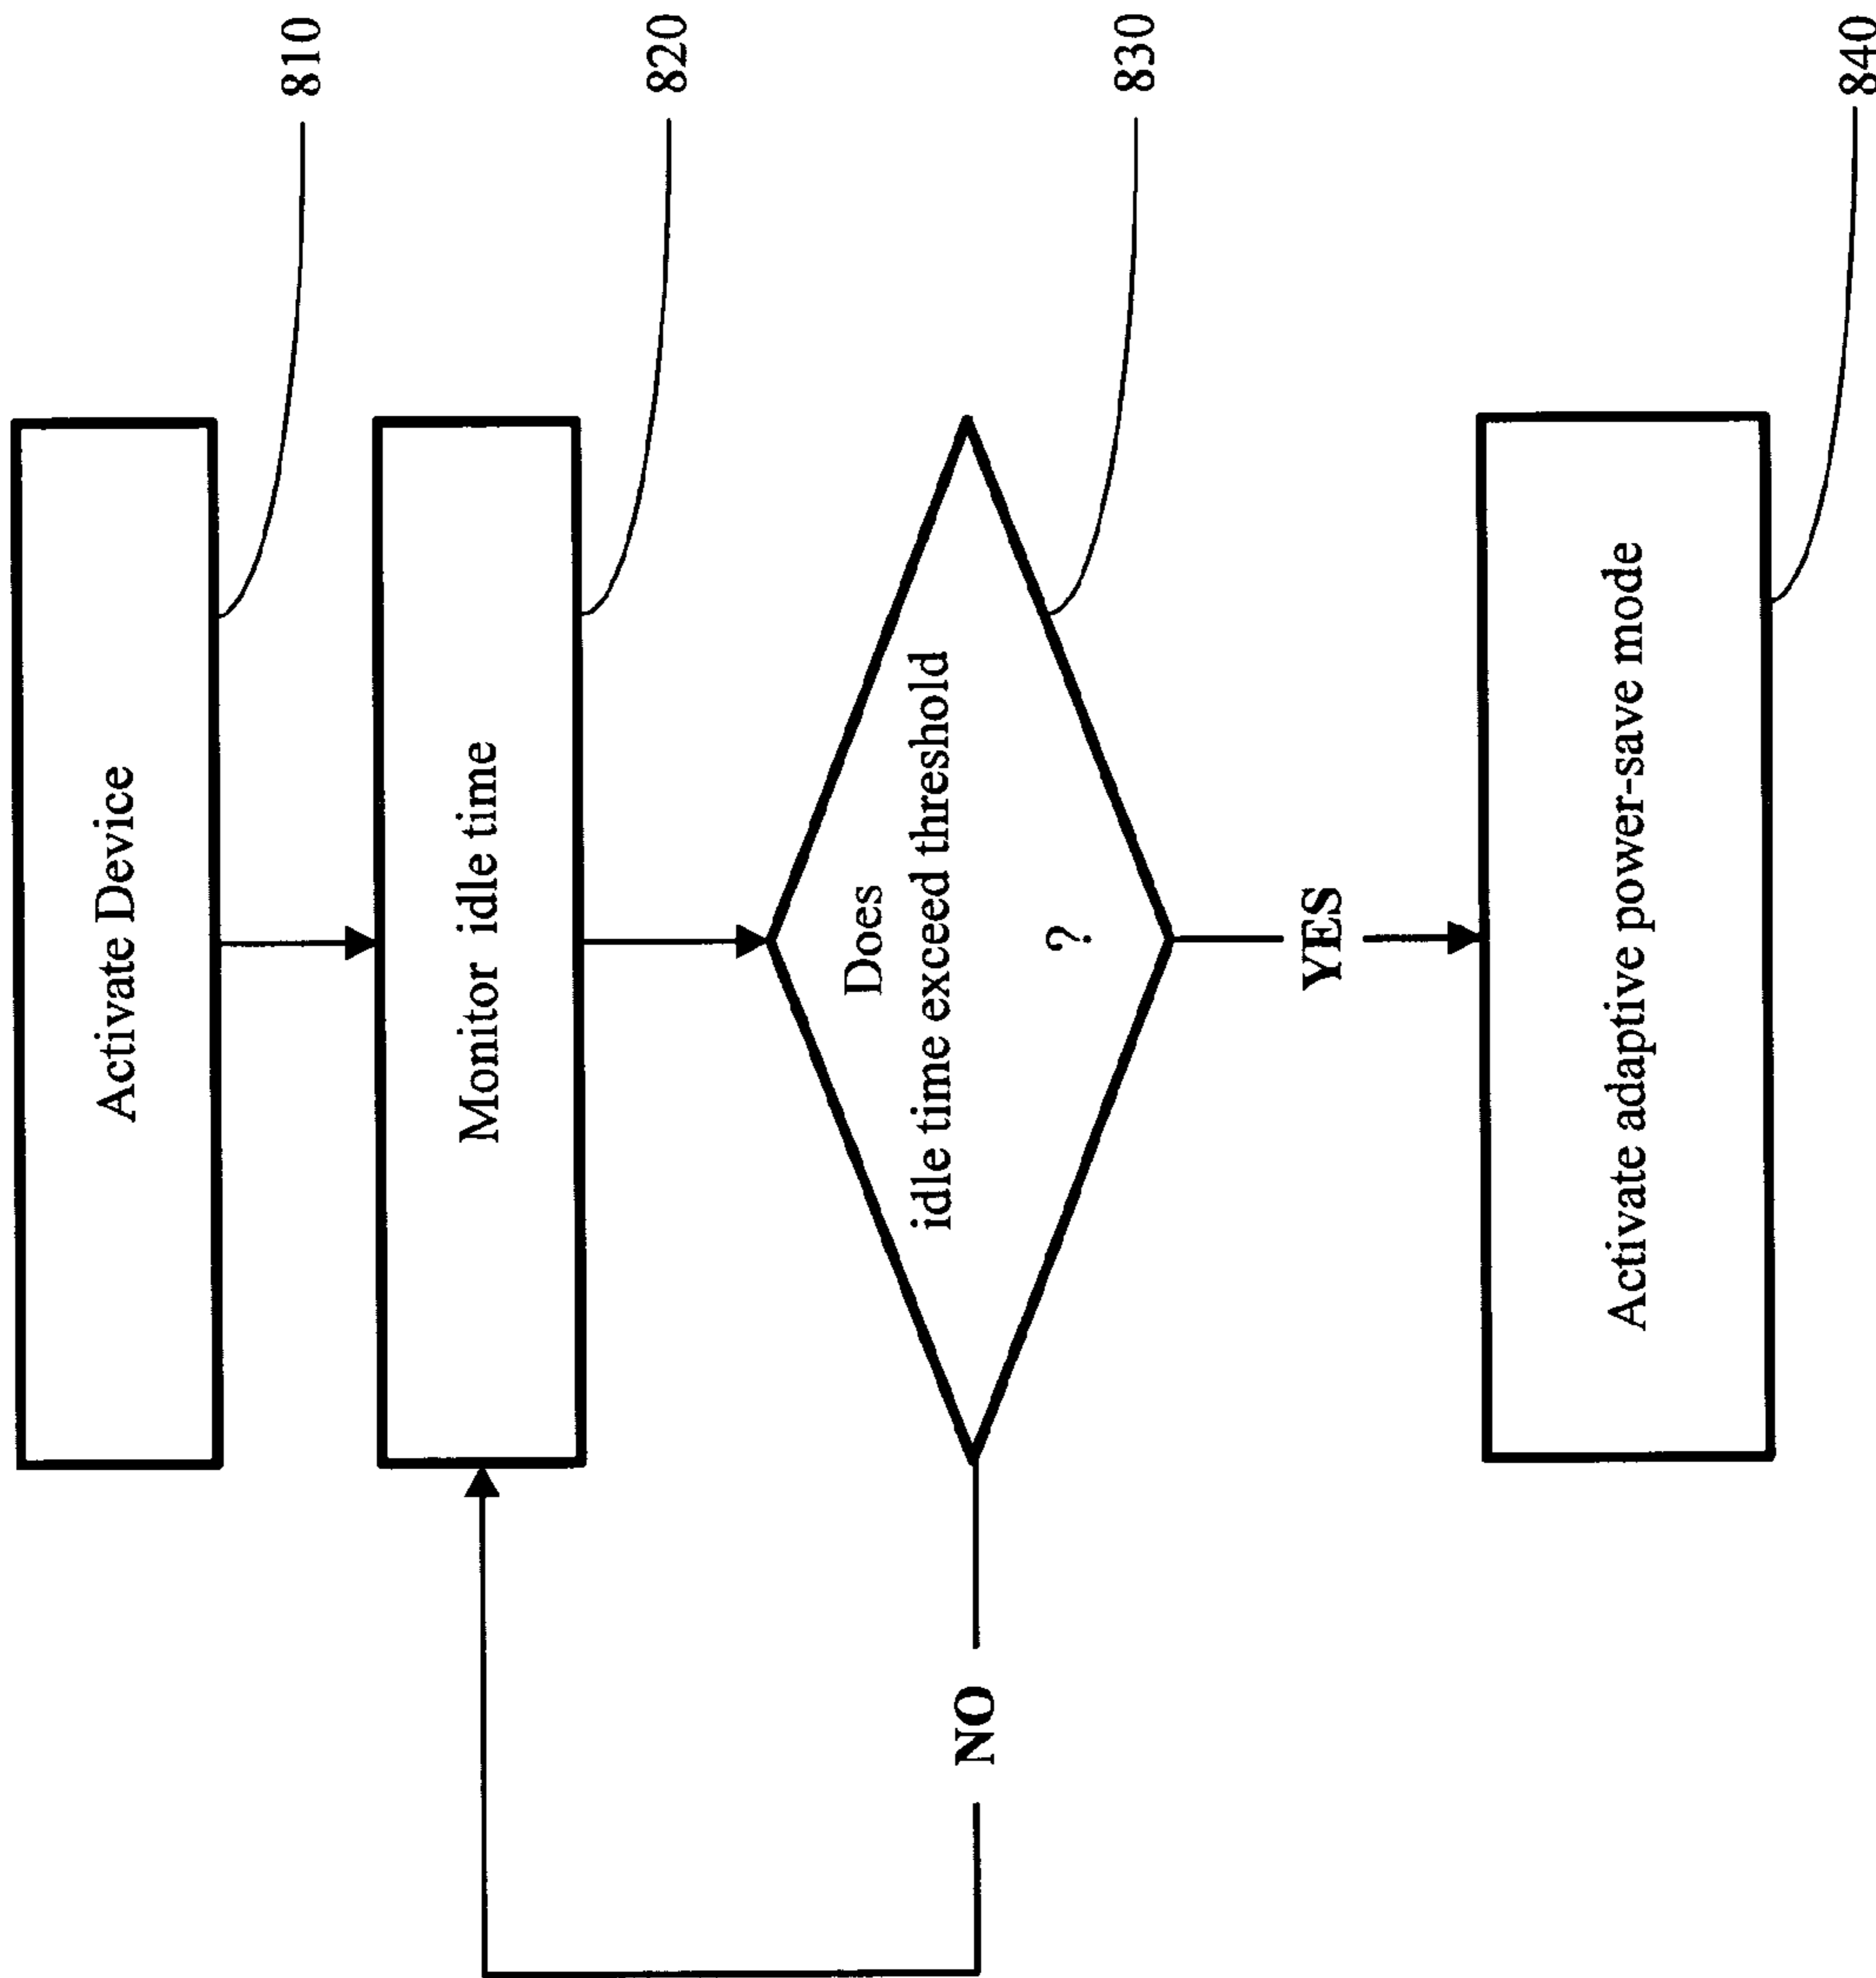 Activate Device
810
Monitor idle time
820
Does
idle time exceed threshold
?
830
NO
YES
Activate adaptive power-save mode
840